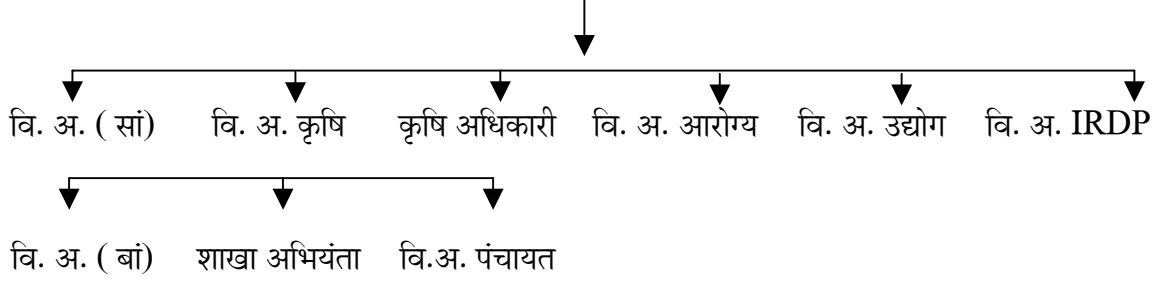 वि. अ. ( सां) वि. अ. कृषि कृषि अधिकारी वि. अ. आरोग्य वि. अ. उद्योग वि. अ. IRDP
वि. अ. ( बां) शाखा अभियंता वि.अ. पंचायत